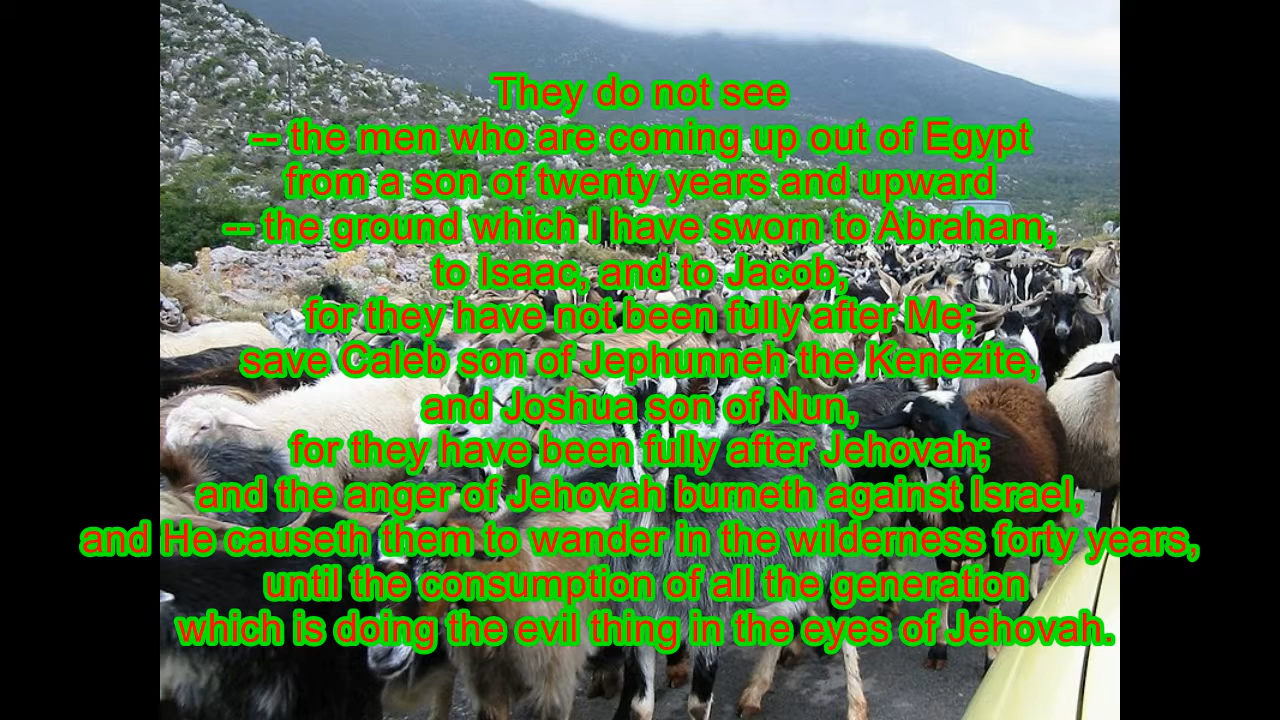 They do not see
-- the men who are coming up out of Egypt
from a son of twenty years and upward
-- the ground which I have sworn to Abraham,
to Isaac, and to Jacob,
for they have not been fully after Me;
save Caleb son of Jephunneh the Kenezite,
and Joshua son of Nun,
for they have been fully after Jehovah;
and the anger of Jehovah burneth against Israel,
and He causeth them to wander in the wilderness forty years,
until the consumption of all the generation
which is doing the evil thing in the eyes of Jehovah.